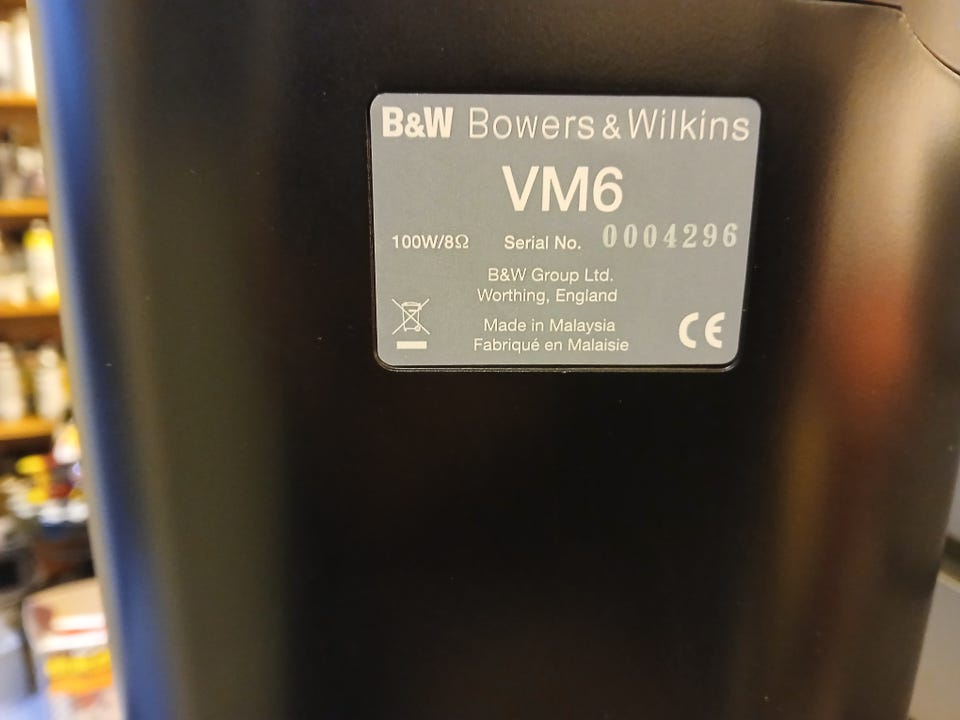 B&W Bowers & Wilkins
VM6
100W/8Ω Serial No. 0004296
B&W Group Ltd.
Worthing, England
Made in Malaysia
Fabriqué en Malaisie
CE